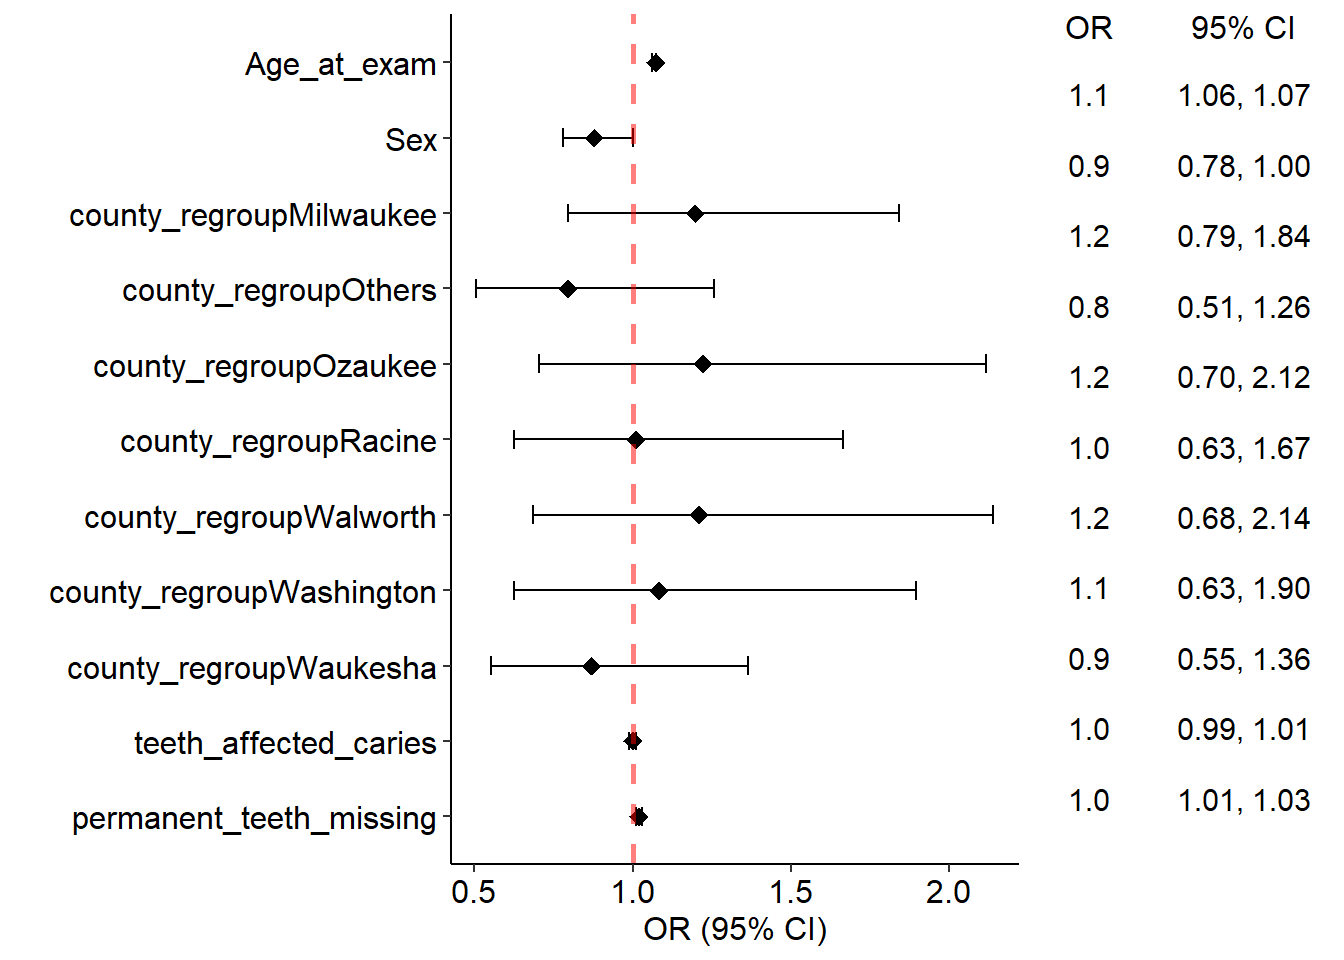 OR 95% CI
Age_at_exam
1.1 1.06, 1.07
Sex
0.9 0.78, 1.00
county_regroupMilwaukee
1.2 0.79, 1.84
county_regroupOthers
0.8 0.51, 1.26
county_regroupOzaukee
1.2 0.70, 2.12
county_regroupRacine
1.0 0.63, 1.67
county_regroupWalworth
1.2 0.68, 2.14
county_regroupWashington
1.1 0.63, 1.90
county_regroupWaukesha
0.9 0.55, 1.36
teeth_affected_caries
1.0 0.99, 1.01
permanent_teeth_missing
1.0 1.01, 1.03
0.5 1.0 1.5 2.0
OR (95% CI)